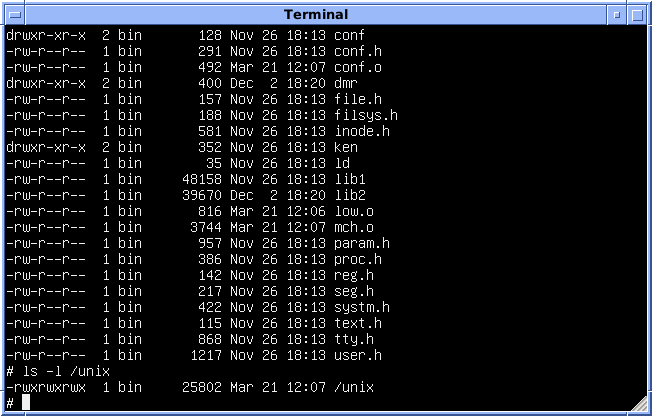 Terminal
drwxr-xr-x  2 bin       128 Nov 26 18:13 conf
-rw-r--r--  1 bin       291 Nov 26 18:13 conf.h
-rw-r--r--  1 bin       492 Mar 21 12:07 conf.o
drwxr-xr-x  2 bin       400 Dec  2 18:20 dmr
-rw-r--r--  1 bin       157 Nov 26 18:13 file.h
-rw-r--r--  1 bin       188 Nov 26 18:13 filsys.h
-rw-r--r--  1 bin       581 Nov 26 18:13 inode.h
drwxr-xr-x  2 bin       352 Nov 26 18:13 ken
-rw-r--r--  1 bin        35 Nov 26 18:13 ld
-rw-r--r--  1 bin     48158 Nov 26 18:13 lib1
-rw-r--r--  1 bin     39670 Dec  2 18:20 lib2
-rw-r--r--  1 bin       816 Mar 21 12:06 low.o
-rw-r--r--  1 bin      3744 Mar 21 12:07 mch.o
-rw-r--r--  1 bin       957 Nov 26 18:13 param.h
-rw-r--r--  1 bin       386 Nov 26 18:13 proc.h
-rw-r--r--  1 bin       142 Nov 26 18:13 reg.h
-rw-r--r--  1 bin       217 Nov 26 18:13 seg.h
-rw-r--r--  1 bin       422 Nov 26 18:13 systm.h
-rw-r--r--  1 bin       115 Nov 26 18:13 text.h
-rw-r--r--  1 bin       868 Nov 26 18:13 tty.h
-rw-r--r--  1 bin      1217 Nov 26 18:13 user.h
# ls -l /unix
-rwxrwxrwx  1 bin     25802 Mar 21 12:07 /unix
#